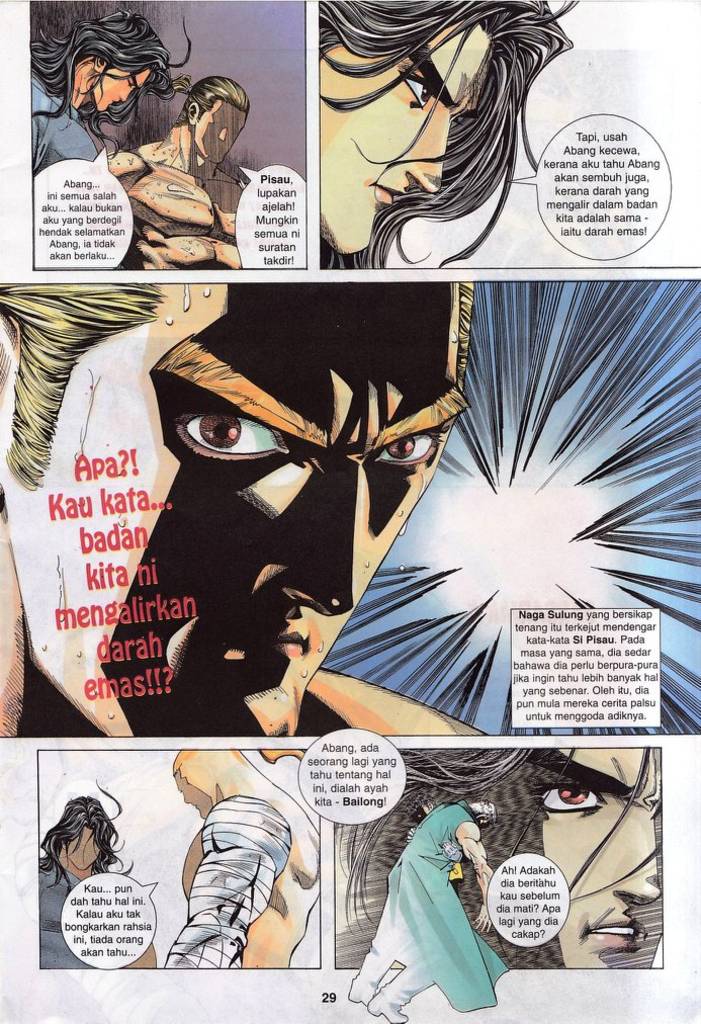 Abang...
ini semua salah
aku... kalau bukan
aku yang berdegil
hendak selamatkan
Abang, ia tidak
akan berlaku...
Pisau,
lupakan
ajelah!
Mungkin
semua ni
suratan
takdir!
Tapi, usah
Abang kecewa,
kerana aku tahu Abang
akan sembuh juga,
kerana darah yang
mengalir dalam badan
kita adalah sama -
iaitu darah emas!
Apa?!
Kau kata...
badan
kita ni
mengalirkan
darah
emas!!?
Naga Sulung yang bersikap
tenang itu terkejut mendengar
kata-kata Si Pisau. Pada
masa yang sama, dia sedar
bahawa dia perlu berpura-pura
jika ingin tahu lebih banyak hal
yang sebenar. Oleh itu, dia
pun mula mereka cerita palsu
untuk menggoda adiknya.
Kau... pun
dah tahu hal ini.
Kalau aku tak
bongkarkan rahsia
ini, tiada orang
akan tahu...
Abang, ada
seorang lagi yang
tahu tentang hal
ini, dialah ayah
kita - Bailong!
Ah! Adakah
dia beritahu
kau sebelum
dia mati? Apa
lagi yang dia
cakap?
29